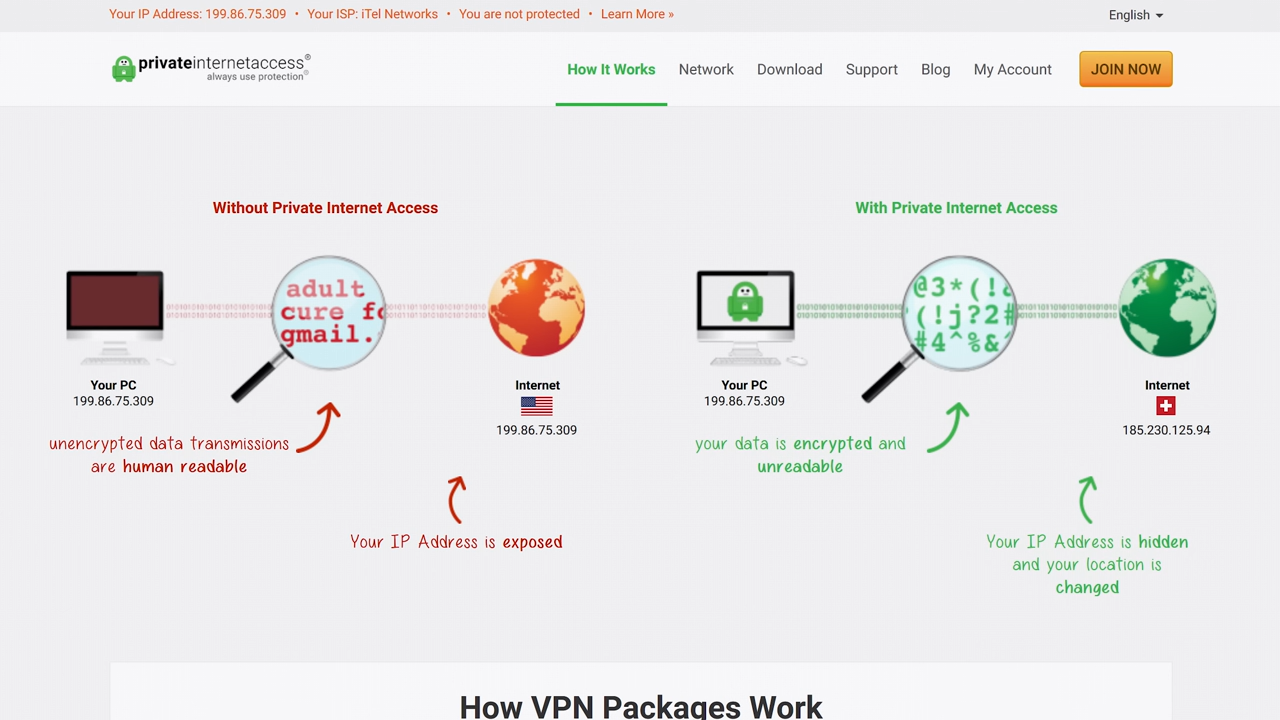 Your IP Address: 199.86.75.309 • Your ISP: iTel Networks • You are not protected • Learn More »
English
privateinternetaccess®
always use protection®
How It Works Network Download Support Blog My Account JOIN NOW
Without Private Internet Access
adult
cure fo
gmail.
Your PC
199.86.75.309
Internet
199.86.75.309
unencrypted data transmissions
are human readable
Your IP Address is exposed
With Private Internet Access
@3*(!
(!j?2#
#4^%&
Your PC
199.86.75.309
Internet
185.230.125.94
your data is encrypted and
unreadable
Your IP Address is hidden
and your location is
changed
How VPN Packages Work